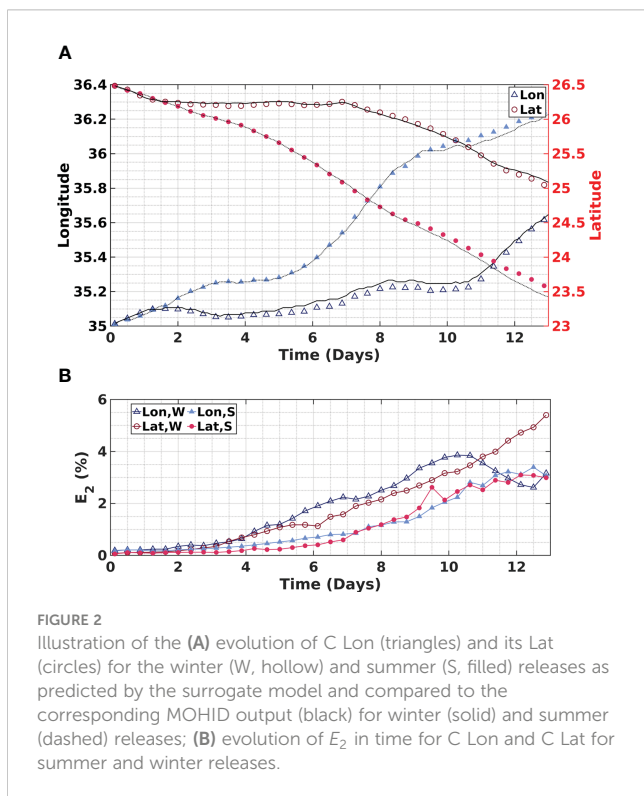 A
36.4
36.2
36
35.8
35.6
35.4
35.2
35
Longitude
26.5
26
25.5
25
24.5
24
23.5
23
Latitude
Lon
Lat
0 2 4 6 8 10 12
Time (Days)
B
6
4
2
0
E2 (%)
Lon,W Lon,S
Lat,W Lat,S
0 2 4 6 8 10 12
Time (Days)
FIGURE 2
Illustration of the (A) evolution of C Lon (triangles) and its Lat
(circles) for the winter (W, hollow) and summer (S, filled) releases as
predicted by the surrogate model and compared to the
corresponding MOHID output (black) for winter (solid) and summer
(dashed) releases; (B) evolution of E2 in time for C Lon and C Lat for
summer and winter releases.